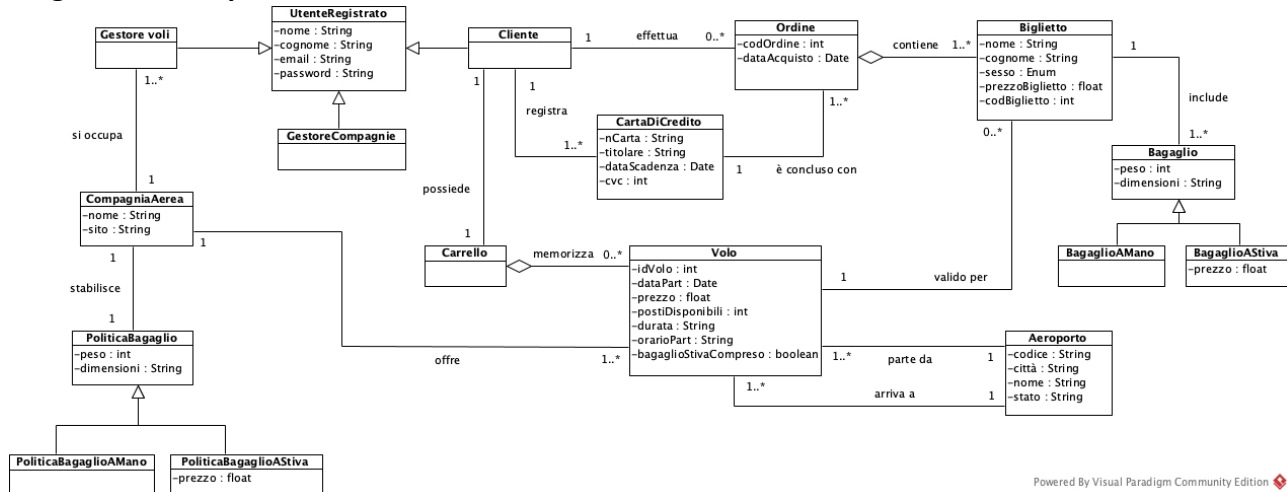 UtenteRegistrato
-nome : String
-cognome : String
-email : String
-password : String
Gestore voli
Cliente
1
effettua
0..*
Ordine
-codOrdine : int
-dataAcquisto : Date
contiene
1..*
Biglietto
-nome : String
-cognome : String
-sesso : Enum
-prezzoBiglietto : float
-codBiglietto : int
1
include
1..*
1..*
si occupa
1
GestoreCompagnie
1
1
registra
1..*
CartaDiCredito
-nCarta : String
-titolare : String
-dataScadenza : Date
-cvc : int
1..*
1
è concluso con
0..*
Bagaglio
-peso : int
-dimensioni : String
BagaglioAMano
BagaglioAStiva
-prezzo : float
possiede
1
CompagniaAerea
-nome : String
-sito : String
1
1
stabilisce
1
Carrello
memorizza
0..*
Volo
-idVolo : int
-dataPart : Date
-prezzo : float
-postiDisponibili : int
-durata : String
-orarioPart : String
-bagaglioStivaCompreso : boolean
1
valido per
PoliticaBagaglio
-peso : int
-dimensioni : String
offre
1..*
1..*
parte da
1
Aeroporto
-codice : String
-città : String
-nome : String
-stato : String
1..*
arriva a
1
PoliticaBagaglioAMano
PoliticaBagaglioAStiva
-prezzo : float
Powered By Visual Paradigm Community Edition